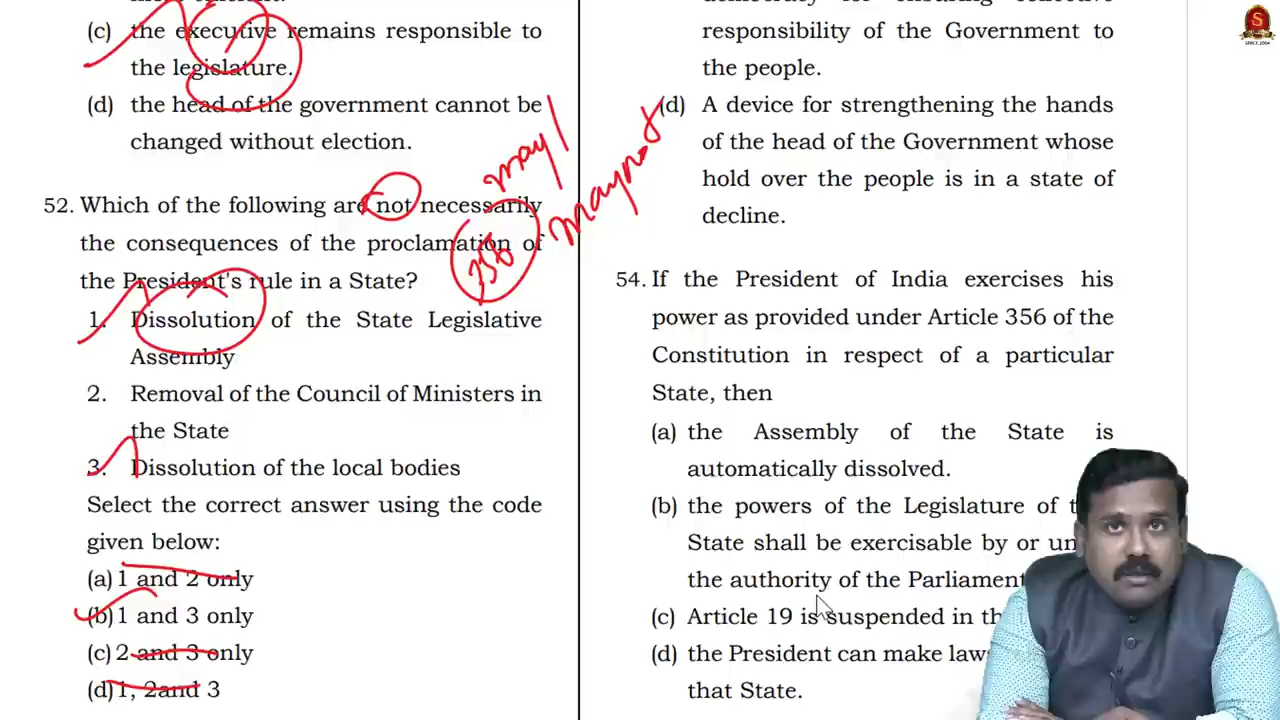 (c) the executive remains responsible to
the legislature.
(d) the head of the government cannot be
changed without election.
52. Which of the following are not necessarily
the consequences of the proclamation of
the President's rule in a State?
1. Dissolution of the State Legislative
Assembly
2. Removal of the Council of Ministers in
the State
3. Dissolution of the local bodies
Select the correct answer using the code
given below:
(a) 1 and 2 only
(b) 1 and 3 only
(c) 2 and 3 only
(d) 1, 2and 3
356
may/
may not
responsibility of the Government to
the people.
(d) A device for strengthening the hands
of the head of the Government whose
hold over the people is in a state of
decline.
54. If the President of India exercises his
power as provided under Article 356 of the
Constitution in respect of a particular
State, then
(a) the Assembly of the State is
automatically dissolved.
(b) the powers of the Legislature of
State shall be exercisable by or
the authority of the Parliament
(c) Article 19 is suspended in
(d) the President can make laws
that State.
S
SINCE 2004